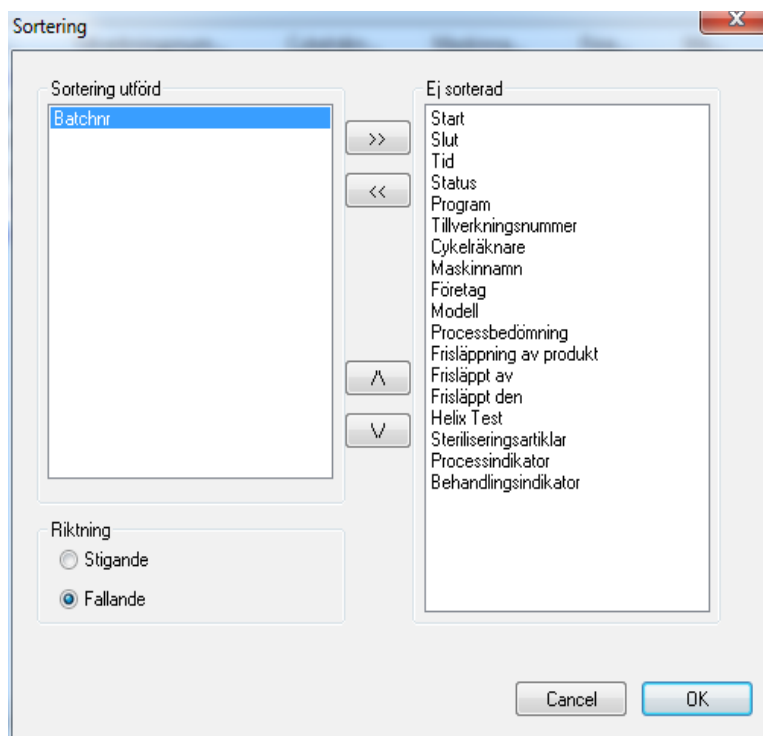 Sortering
Sortering utförd
Batchnr
>>
<<
/\
\/
Ej sorterad
Start
Slut
Tid
Status
Program
Tillverkningsnummer
Cykelräknare
Maskinnamn
Företag
Modell
Processbedömning
Frisläppning av produkt
Frisläppt av
Frisläppt den
Helix Test
Steriliseringsartiklar
Processindikator
Behandlingsindikator
Riktning
Stigande
Fallande
Cancel
OK